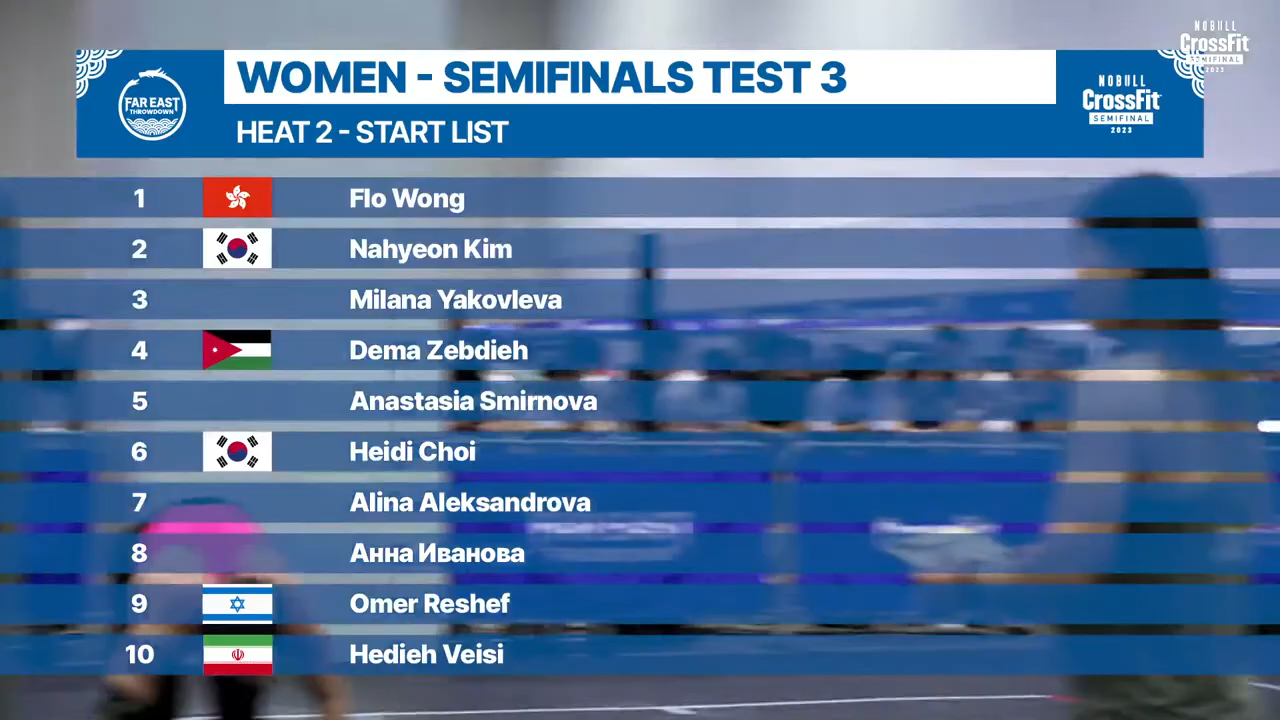 NOBULL
CrossFit
SEMIFINAL
2023
FAR EAST
THROWDOWN
WOMEN - SEMIFINALS TEST 3
HEAT 2 - START LIST
NOBULL
CrossFit
SEMIFINAL
2023
1 Flo Wong
2 Nahyeon Kim
3 Milana Yakovleva
4 Dema Zebdieh
5 Anastasia Smirnova
6 Heidi Choi
7 Alina Aleksandrova
8 Анна Иванова
9 Omer Reshef
10 Hedieh Veisi